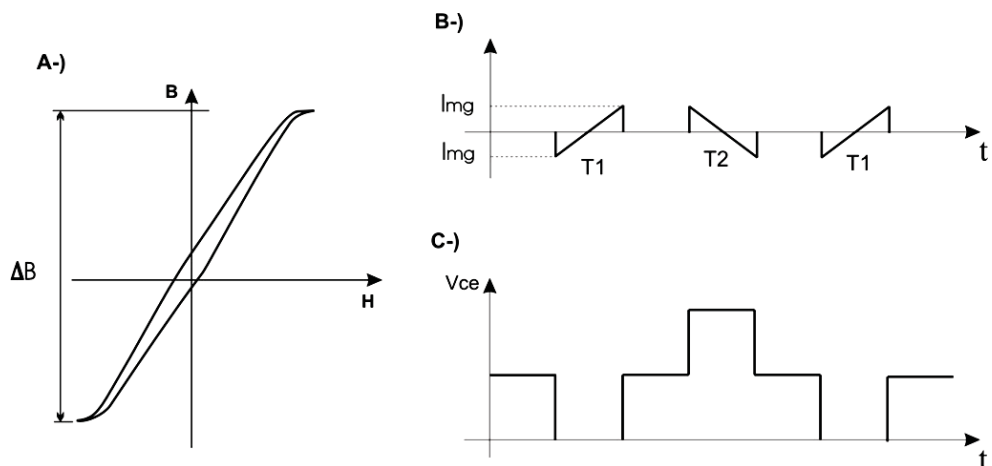 A-)
B
ΔB
H
B-)
Img
Img
T1
T2
T1
t
C-)
Vce
t